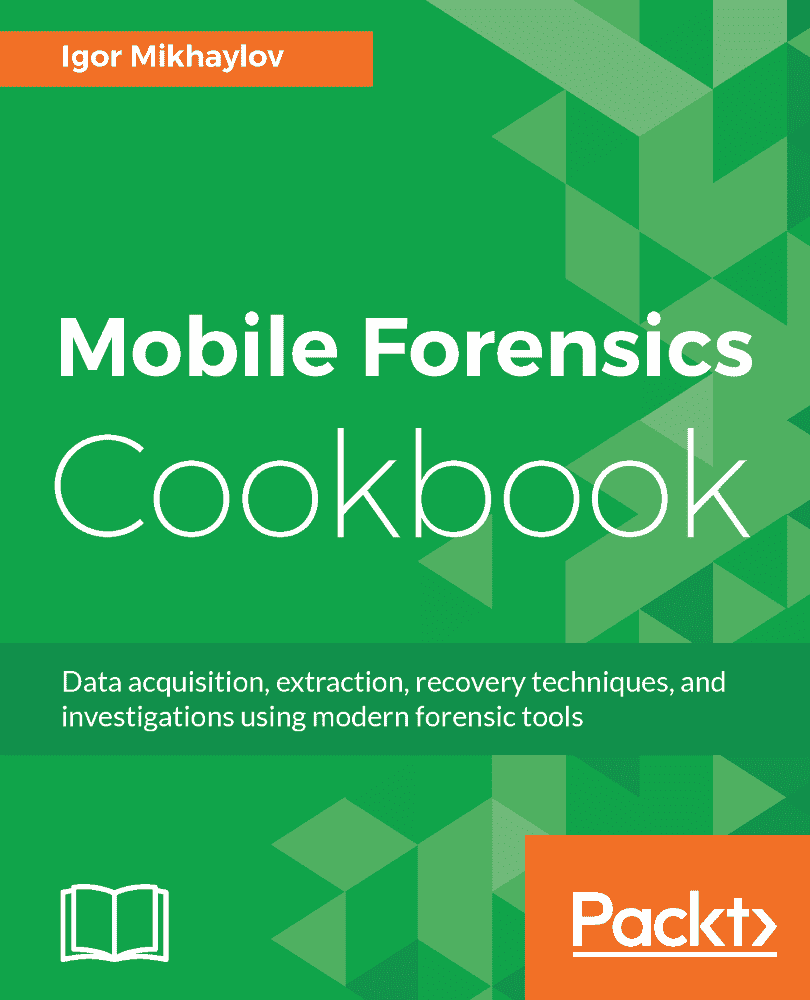 Igor Mikhaylov
Mobile Forensics
Cookbook
Data acquisition, extraction, recovery techniques, and
investigations using modern forensic tools
Packt>